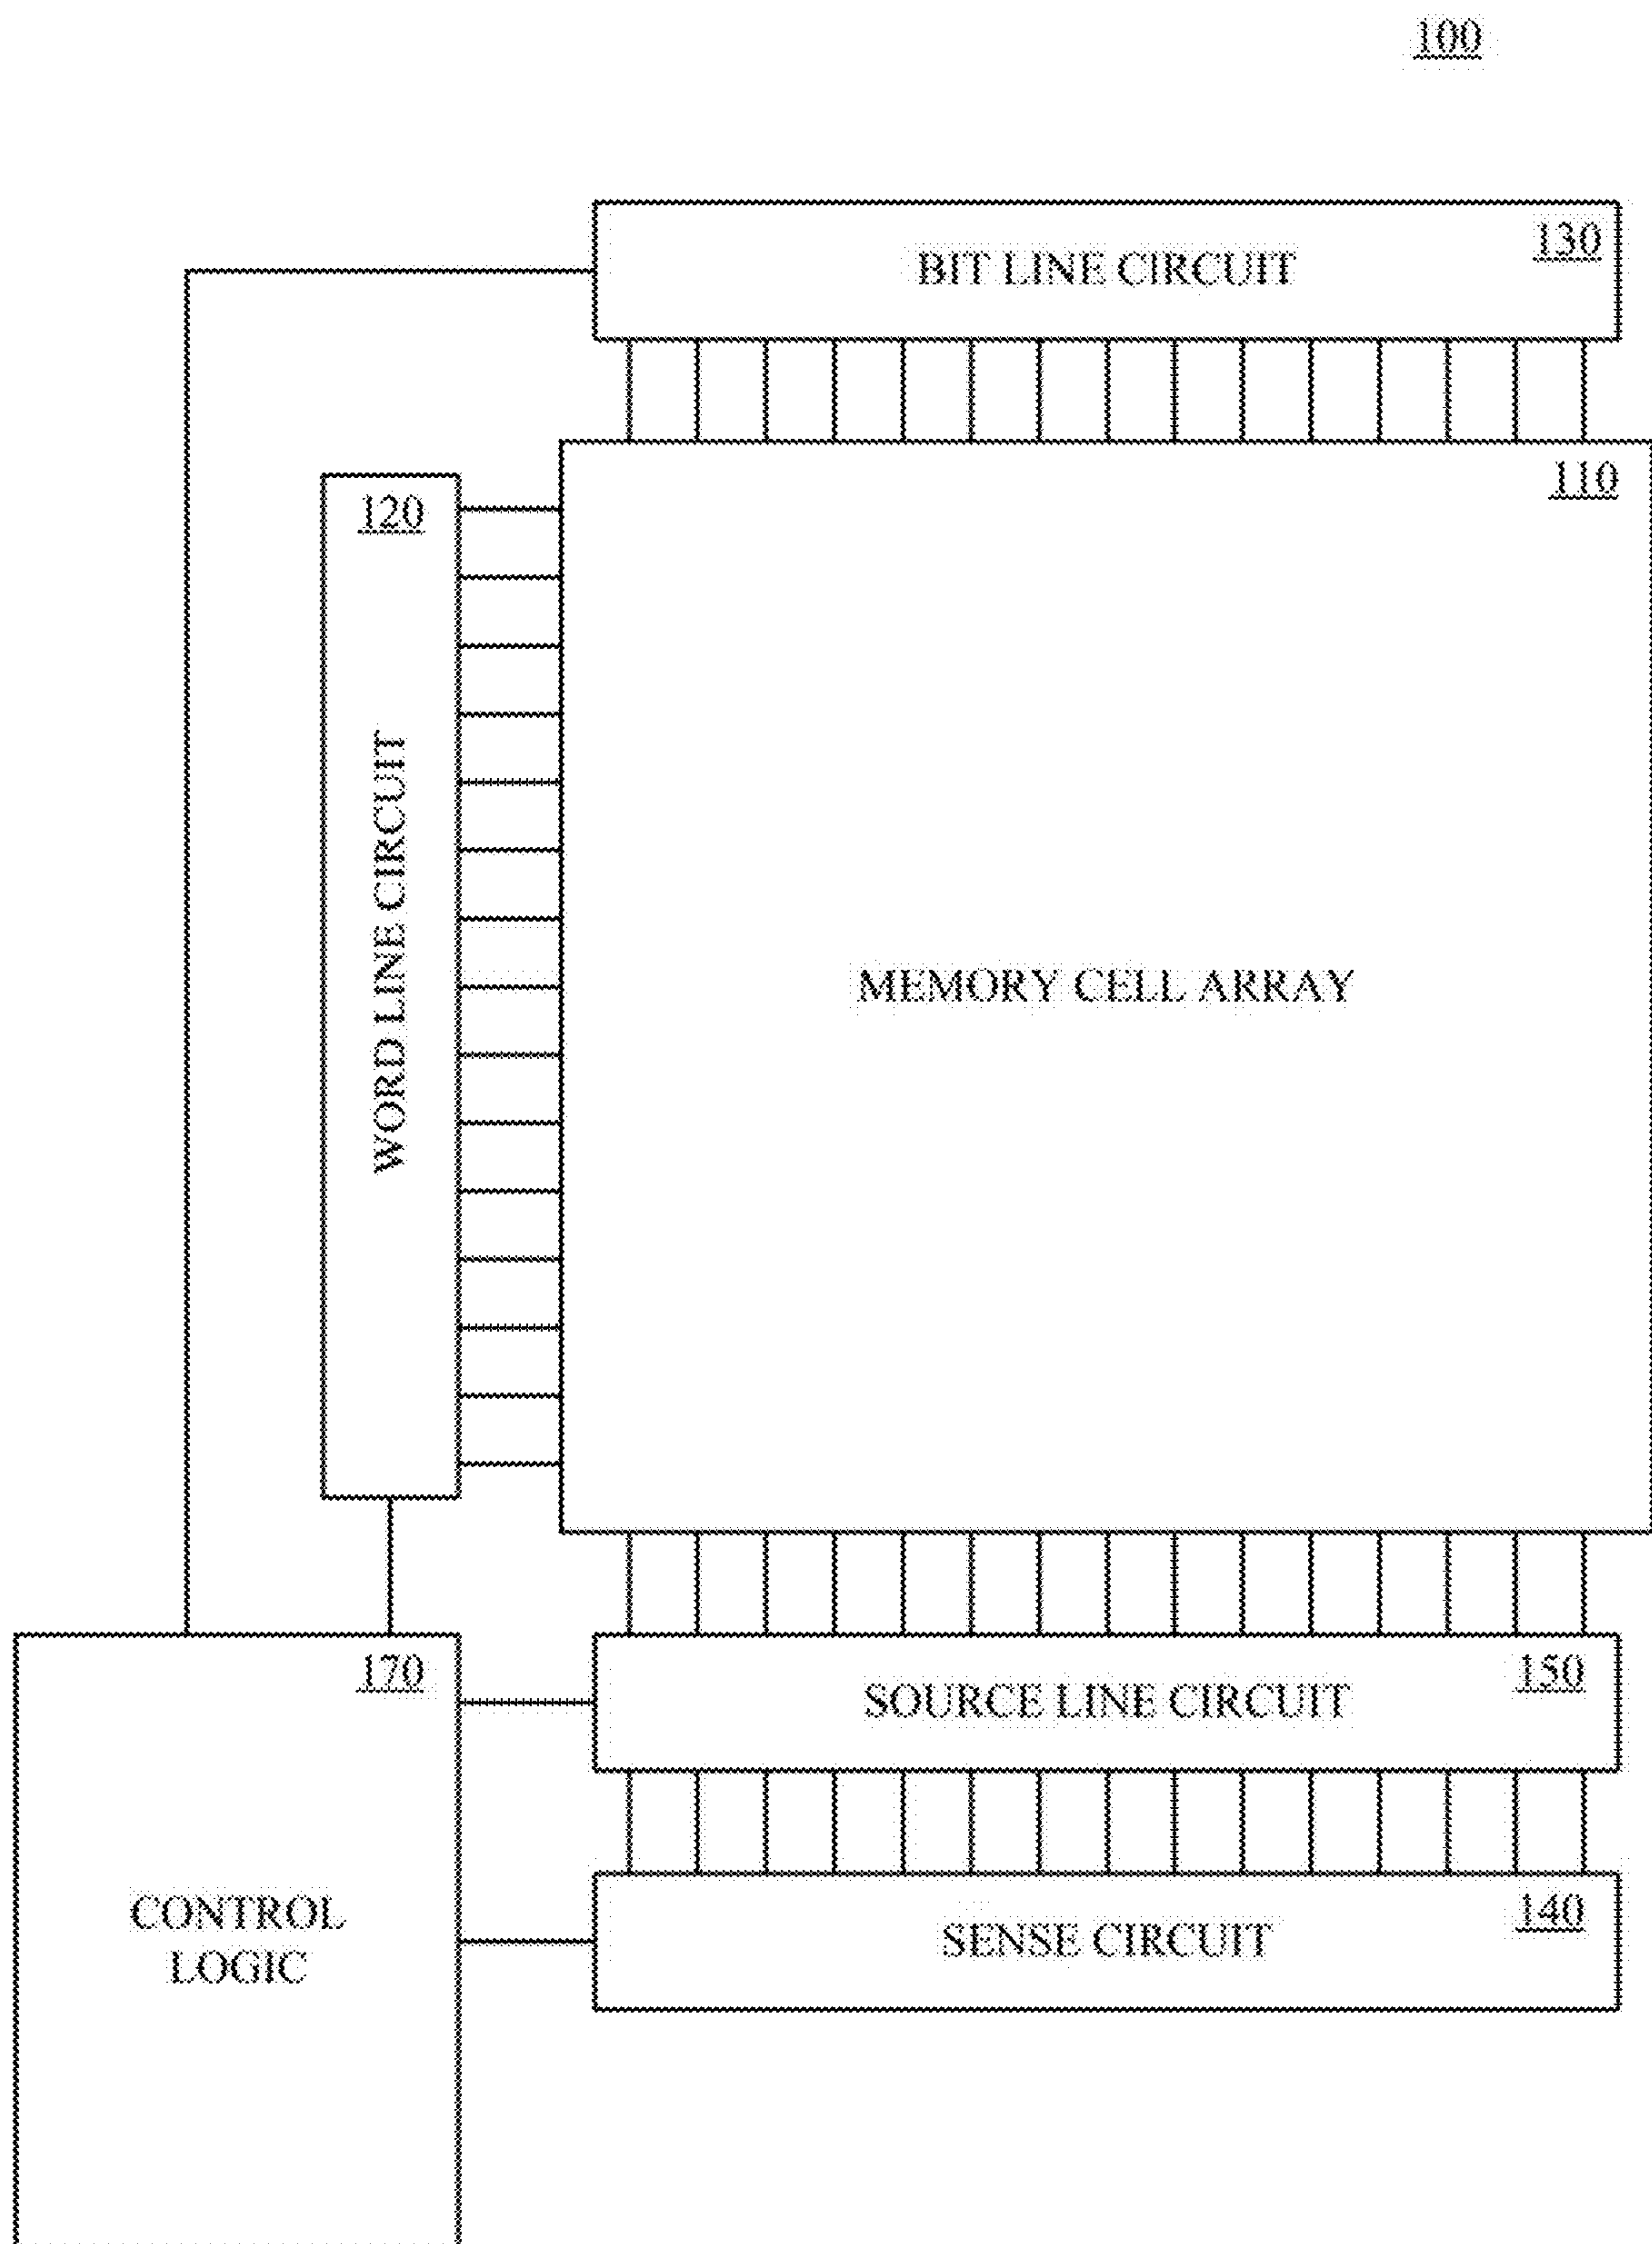 100
130
BIT LINE CIRCUIT
110
120
WORD LINE CIRCUIT
MEMORY CELL ARRAY
170
150
SOURCE LINE CIRCUIT
CONTROL
LOGIC
140
SENSE CIRCUIT